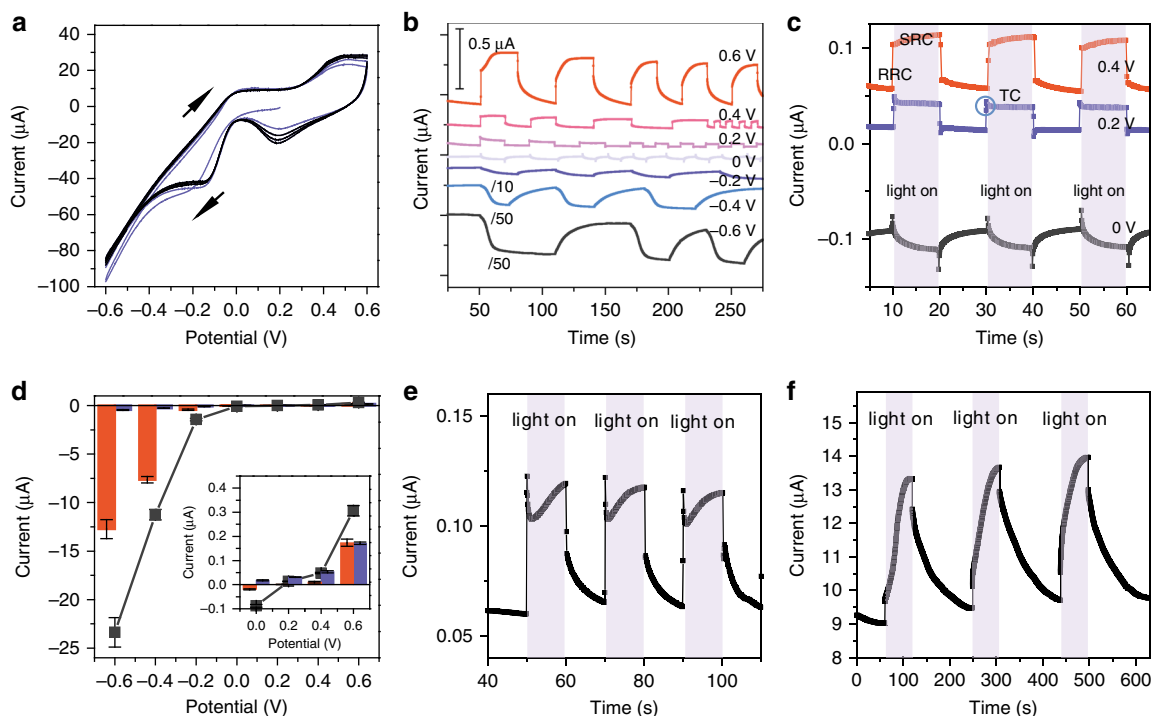 a
40
20
0
−20
−40
−60
−80
−100
Current (μA)
−0.6 −0.4 −0.2 0.0 0.2 0.4 0.6
Potential (V)
b
0.5 μA
0.6 V
0.4 V
0.2 V
0 V
−0.2 V
/10
−0.4 V
/50
−0.6 V
/50
Current (μA)
50 100 150 200 250
Time (s)
c
0.1
0.0
−0.1
Current (μA)
SRC
RRC
0.4 V
TC
0.2 V
light on light on light on
0 V
10 20 30 40 50 60
Time (s)
d
0
−5
−10
−15
−20
−25
Current (μA)
−0.6 −0.4 −0.2 0.0 0.2 0.4 0.6
Potential (V)
0.4
0.3
0.2
0.1
0.0
−0.1
Current (μA)
0.0 0.2 0.4 0.6
Potential (V)
e
0.15
0.10
0.05
Current (μA)
light on light on light on
40 60 80 100
Time (s)
f
15
14
13
12
11
10
9
8
Current (μA)
light on light on light on
0 100 200 300 400 500 600
Time (s)